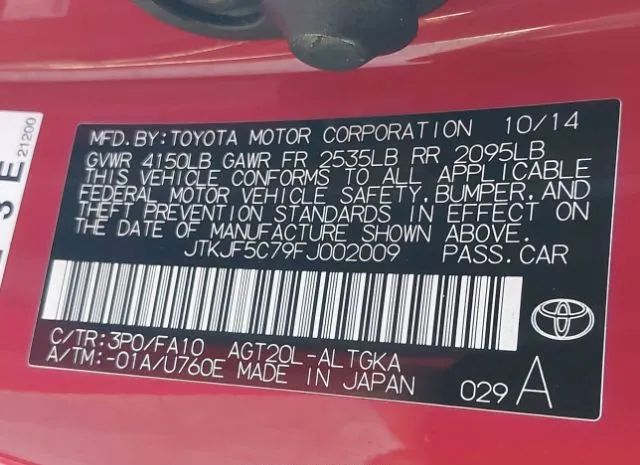 MFD. BY:TOYOTA MOTOR CORPORATION 10/14
GVWR 4150LB GAWR FR 2535LB RR 2095LB
THIS VEHICLE CONFORMS TO ALL APPLICABLE
FEDERAL MOTOR VEHICLE SAFETY,BUMPER,AND
THEFT PREVENTION STANDARDS IN EFFECT ON
THE DATE OF MANUFACTURE SHOWN ABOVE.
JTKJF5C79FJ002009 PASS.CAR
C/TR:3P0/FA10 AGT20L-ALTGKA
A/TM:-01A/U760E MADE IN JAPAN
029 A
3 E
21200